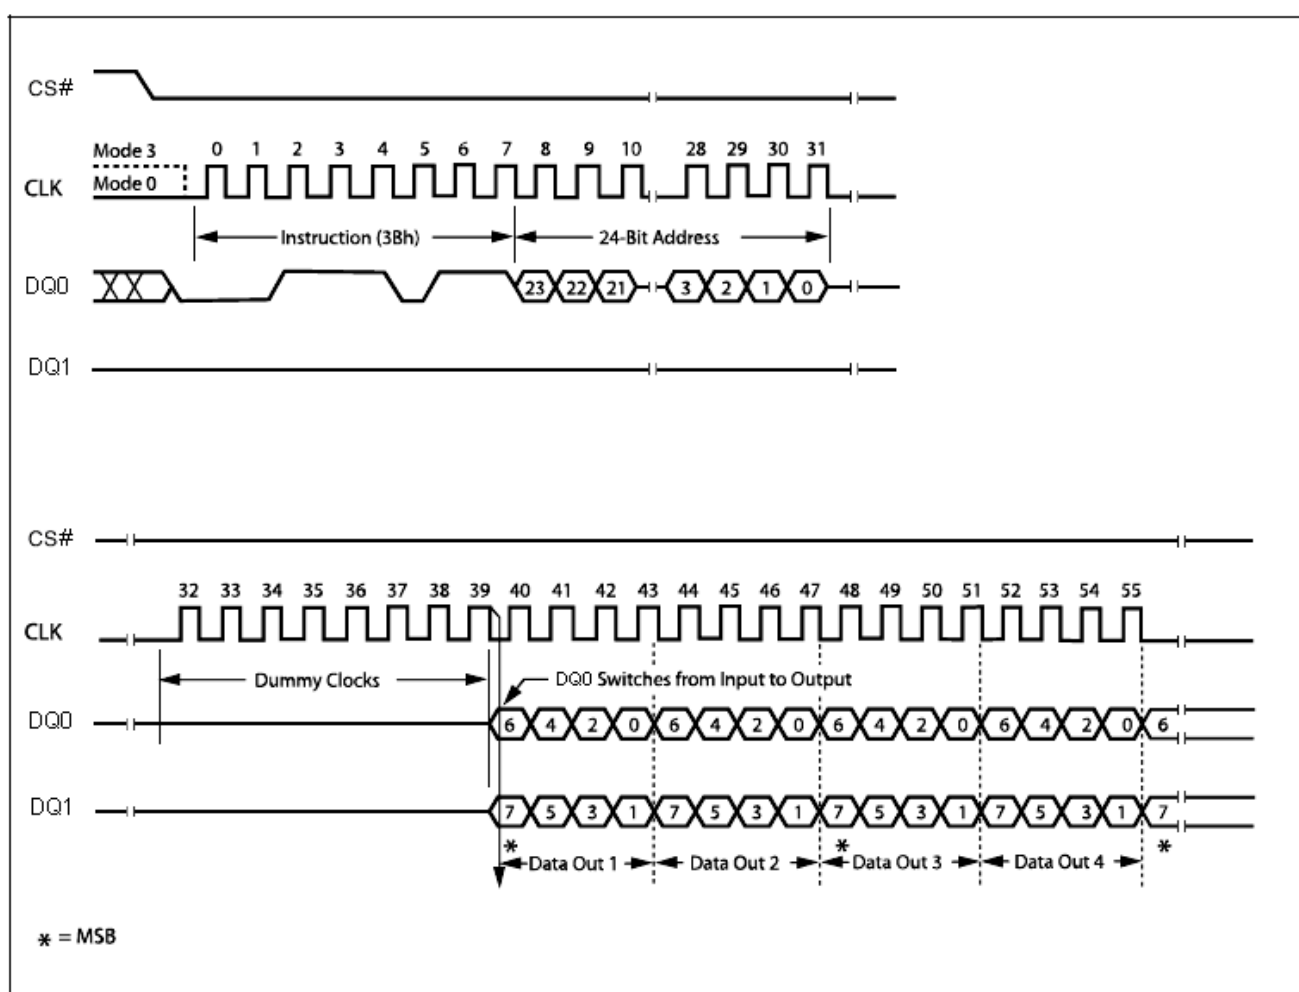 CS#
Mode 3
0 1 2 3 4 5 6 7 8 9 10 28 29 30 31
CLK
Mode 0
Instruction (3Bh) 24-Bit Address
DQ0 23 22 21 3 2 1 0
DQ1
CS#
32 33 34 35 36 37 38 39 40 41 42 43 44 45 46 47 48 49 50 51 52 53 54 55
CLK
Dummy Clocks DQ0 Switches from Input to Output
DQ0 6 4 2 0 6 4 2 0 6 4 2 0 6 4 2 0 6
DQ1 7 5 3 1 7 5 3 1 7 5 3 1 7 5 3 1 7
* * *
Data Out 1 Data Out 2 Data Out 3 Data Out 4
* = MSB